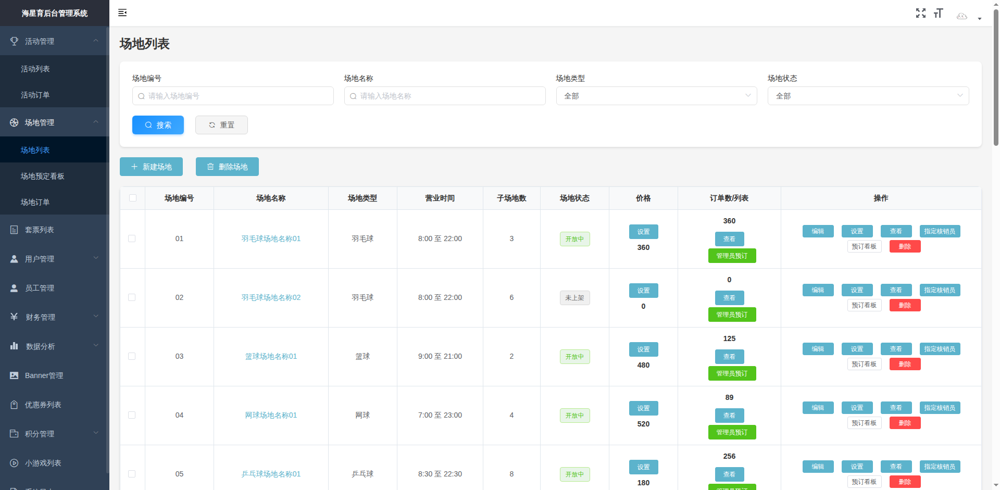 海星育后台管理系统
活动管理
活动列表
活动订单
场地管理
场地列表
场地预定看板
场地订单
套票列表
用户管理
员工管理
财务管理
数据分析
Banner管理
优惠券列表
积分管理
小游戏列表
场地列表
场地编号 场地名称 场地类型 场地状态
请输入场地编号 请输入场地名称 全部 全部
搜索 重置
新建场地 删除场地
场地编号 场地名称 场地类型 营业时间 子场地数 场地状态 价格 订单数/列表 操作
01 羽毛球场地名称01 羽毛球 8:00 至 22:00 3 开放中 设置 360 360 查看 管理员预订 编辑 设置 查看 指定核销员 预订看板 删除
02 羽毛球场地名称02 羽毛球 8:00 至 22:00 6 未上架 设置 0 0 查看 管理员预订 编辑 设置 查看 指定核销员 预订看板 删除
03 篮球场地名称01 篮球 9:00 至 21:00 2 开放中 设置 480 125 查看 管理员预订 编辑 设置 查看 指定核销员 预订看板 删除
04 网球场地名称01 网球 7:00 至 23:00 4 开放中 设置 520 89 查看 管理员预订 编辑 设置 查看 指定核销员 预订看板 删除
05 乒乓球场地名称01 乒乓球 8:30 至 22:30 8 开放中 设置 180 256 查看 管理员预订 编辑 设置 查看 指定核销员 预订看板 删除